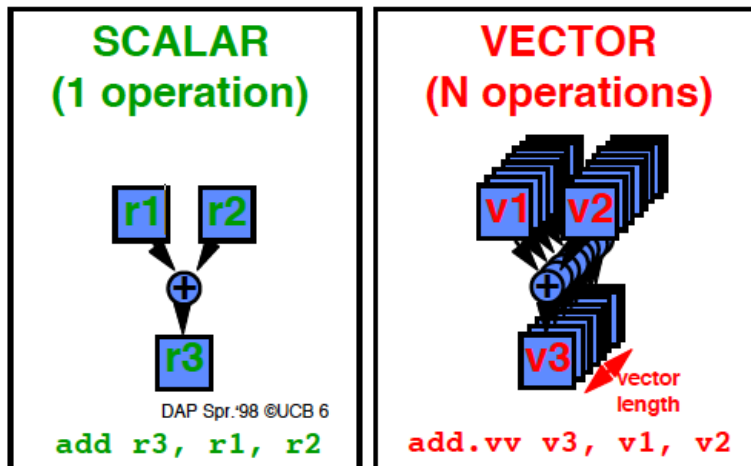 SCALAR
(1 operation)
r1 r2
+
r3
DAP Spr.'98 ©UCB 6
add r3, r1, r2
VECTOR
(N operations)
v1 v2
+
v3
vector
length
add.vv v3, v1, v2